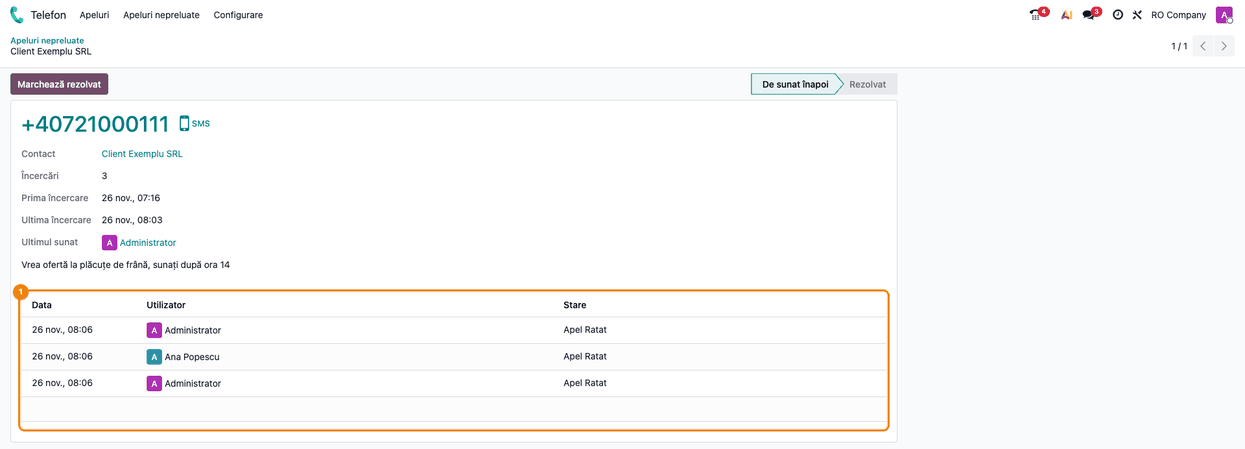 Telefon Apeluri Apeluri nepreluate Configurare 4 AI 3 RO Company A
Apeluri nepreluate
Client Exemplu SRL
1 / 1
Marchează rezolvat De sunat înapoi Rezolvat
+40721000111 SMS
Contact Client Exemplu SRL
Încercări 3
Prima încercare 26 nov., 07:16
Ultima încercare 26 nov., 08:03
Ultimul sunat A Administrator
Vrea ofertă la plăcuțe de frână, sunați după ora 14
1
Data Utilizator Stare
26 nov., 08:06 A Administrator Apel Ratat
26 nov., 08:06 A Ana Popescu Apel Ratat
26 nov., 08:06 A Administrator Apel Ratat